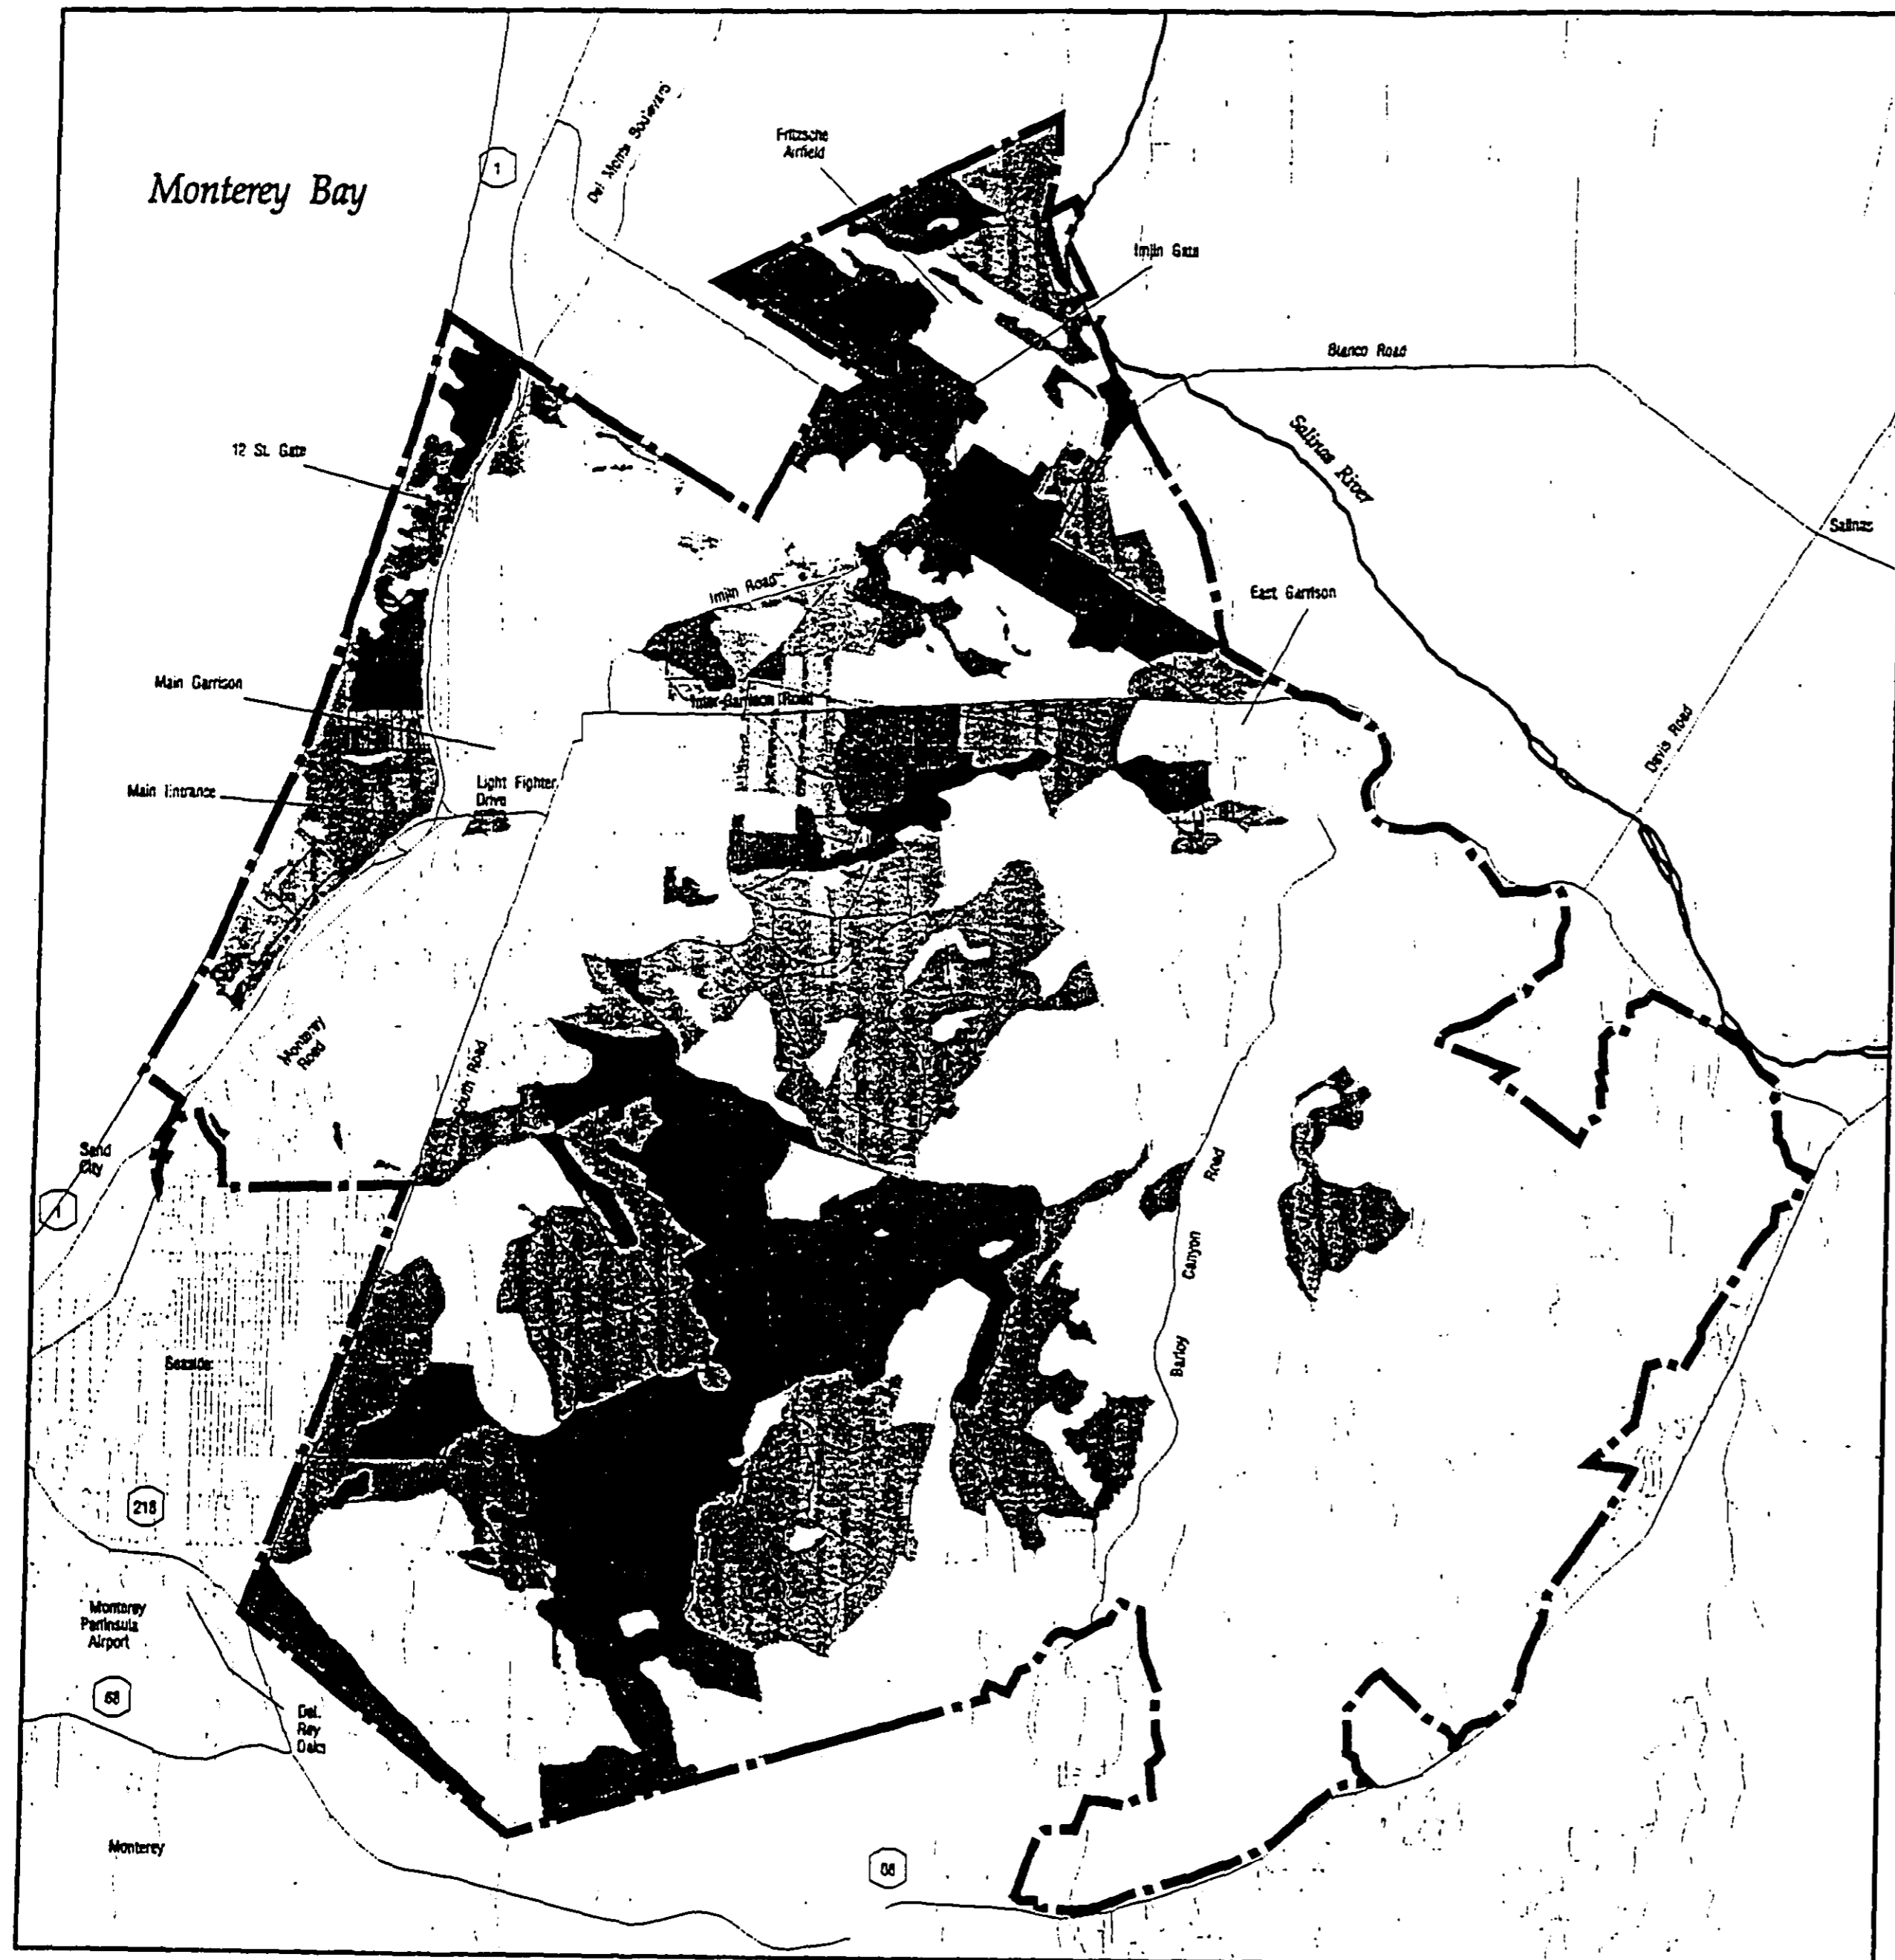 Monterey Bay
1
Del Monte Boulevard
Fritzsche
Airfield
Imjin Gate
Blanco Road
12 St. Gate
Salinas River
Salinas
Imjin Road
East Garrison
Main Garrison
Inter-Garrison Road
Davis Road
Main Entrance
Light Fighter
Drive
Monterey
Road
South Road
Sand
City
1
Barloy Canyon Road
Seaside
218
Monterey
Peninsula
Airport
68
Del
Rey
Oaks
Monterey
68